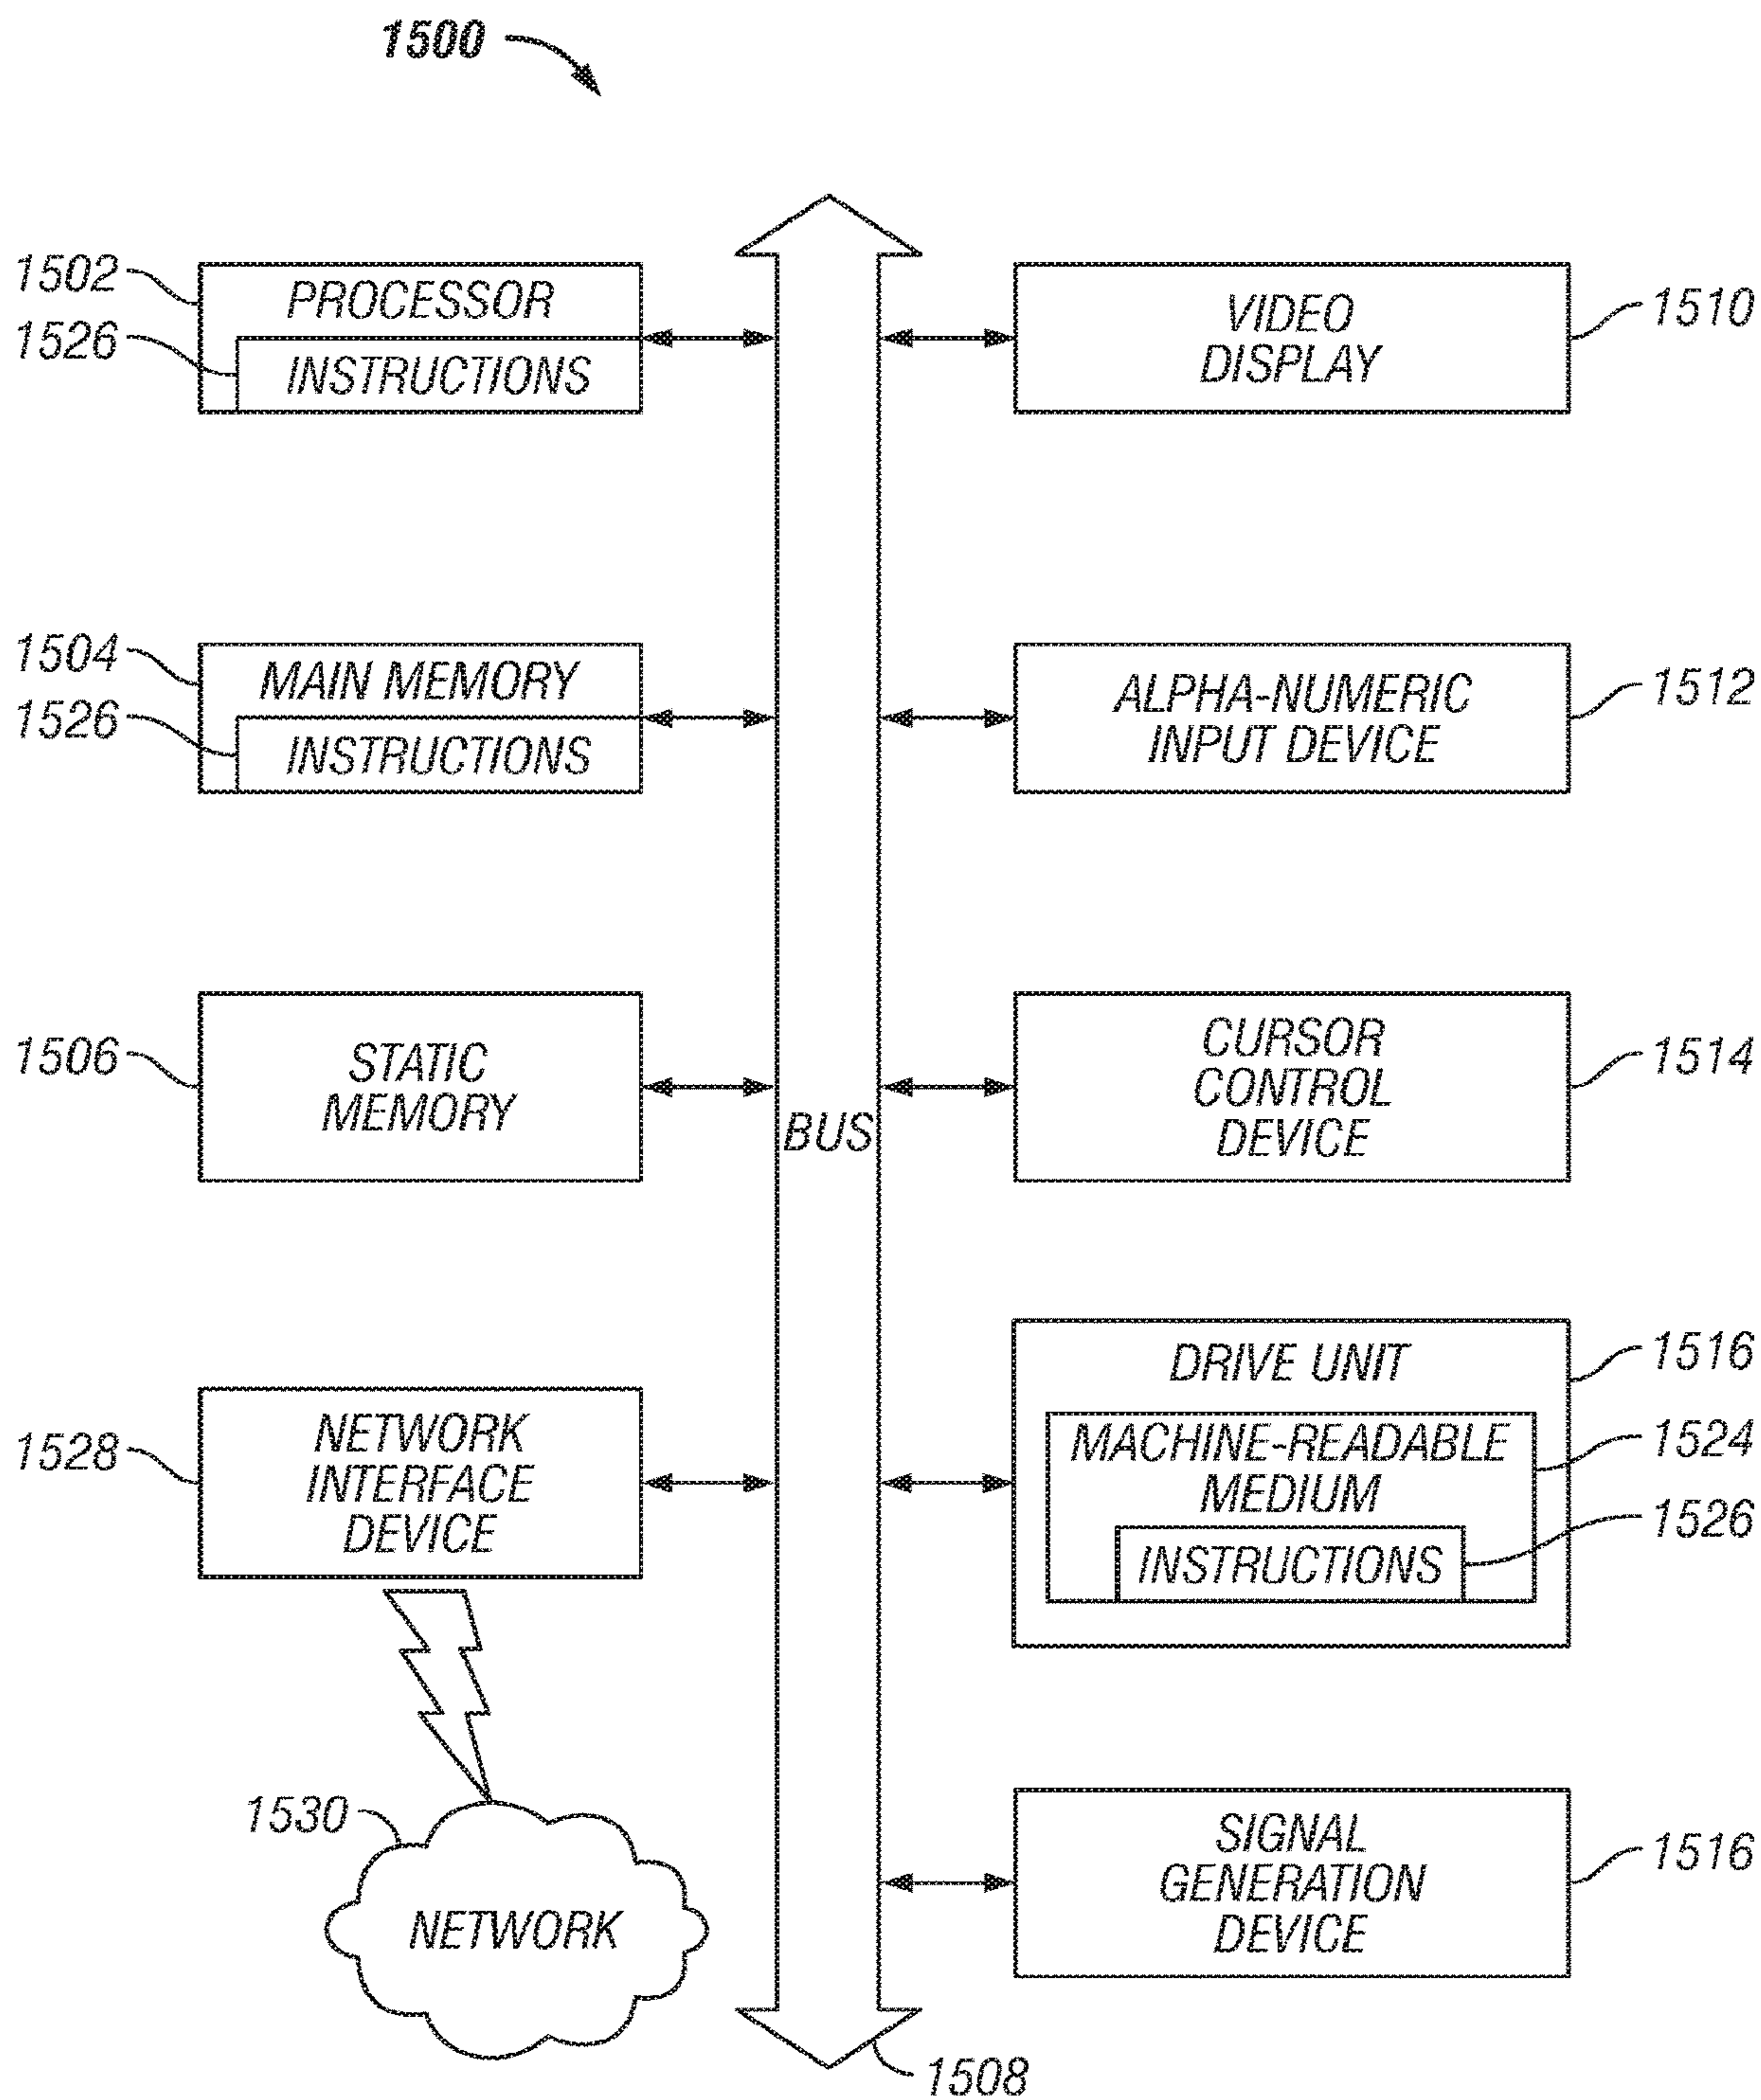 1500
1502
PROCESSOR
1526
INSTRUCTIONS
VIDEO
DISPLAY
1510
1504
MAIN MEMORY
1526
INSTRUCTIONS
ALPHA-NUMERIC
INPUT DEVICE
1512
1506
STATIC
MEMORY
BUS
CURSOR
CONTROL
DEVICE
1514
1528
NETWORK
INTERFACE
DEVICE
DRIVE UNIT
1516
MACHINE-READABLE
MEDIUM
1524
INSTRUCTIONS
1526
1530
NETWORK
SIGNAL
GENERATION
DEVICE
1516
1508